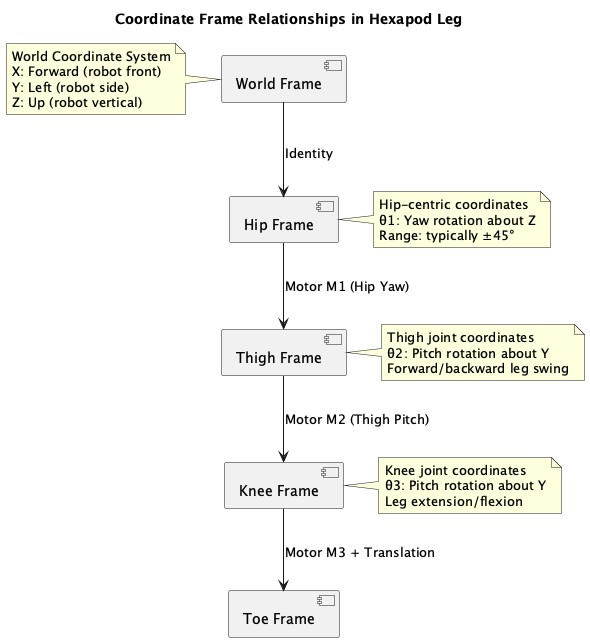 Coordinate Frame Relationships in Hexapod Leg
World Coordinate System
X: Forward (robot front)
Y: Left (robot side)
Z: Up (robot vertical)
World Frame
Identity
Hip Frame
Hip-centric coordinates
θ1: Yaw rotation about Z
Range: typically ±45°
Motor M1 (Hip Yaw)
Thigh Frame
Thigh joint coordinates
θ2: Pitch rotation about Y
Forward/backward leg swing
Motor M2 (Thigh Pitch)
Knee Frame
Knee joint coordinates
θ3: Pitch rotation about Y
Leg extension/flexion
Motor M3 + Translation
Toe Frame